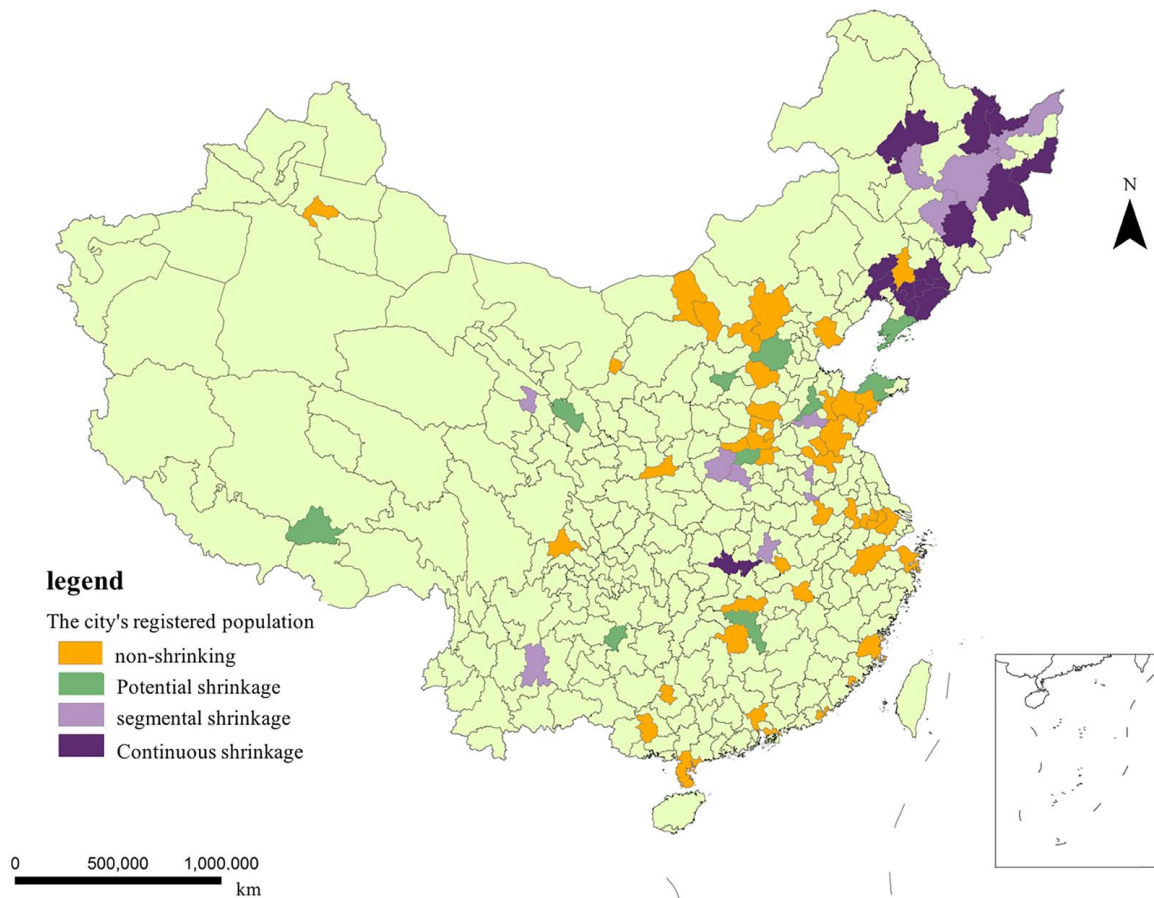 N
legend
The city's registered population
non-shrinking
Potential shrinkage
segmental shrinkage
Continuous shrinkage
0 500,000 1,000,000
km